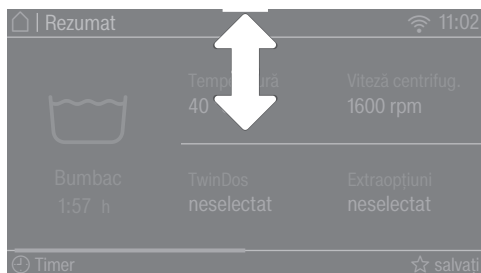 | Rezumat 11:02
Temperatură Viteză centrifug.
40 1600 rpm
Bumbac TwinDos Extraopțiuni
1:57 h neselectat neselectat
Timer salvați